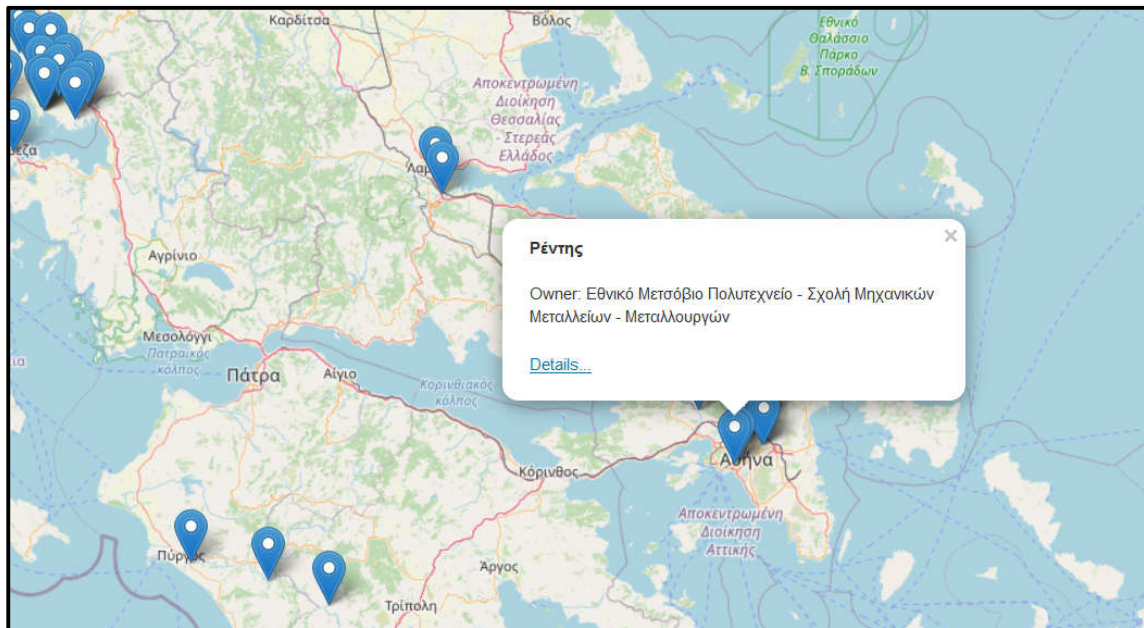 Καρδίτσα
Βόλος
Εθνικό
Θαλάσσιο
Πάρκο
Β. Σποράδων
Αποκεντρωμένη
Διοίκηση
Θεσσαλίας
- Στερεάς
Ελλάδος
Αγρίνιο
Ρέντης
×
Owner: Εθνικό Μετσόβιο Πολυτεχνείο - Σχολή Μηχανικών
Μεταλλείων - Μεταλλουργών
Details...
Μεσολόγγι
Πατραϊκός
κόλπος
Πάτρα
Αίγιο
Κορινθιακός
κόλπος
Αθήνα
Κόρινθος
Αποκεντρωμένη
Διοίκηση
Αττικής
Πύργος
Άργος
Τρίπολη